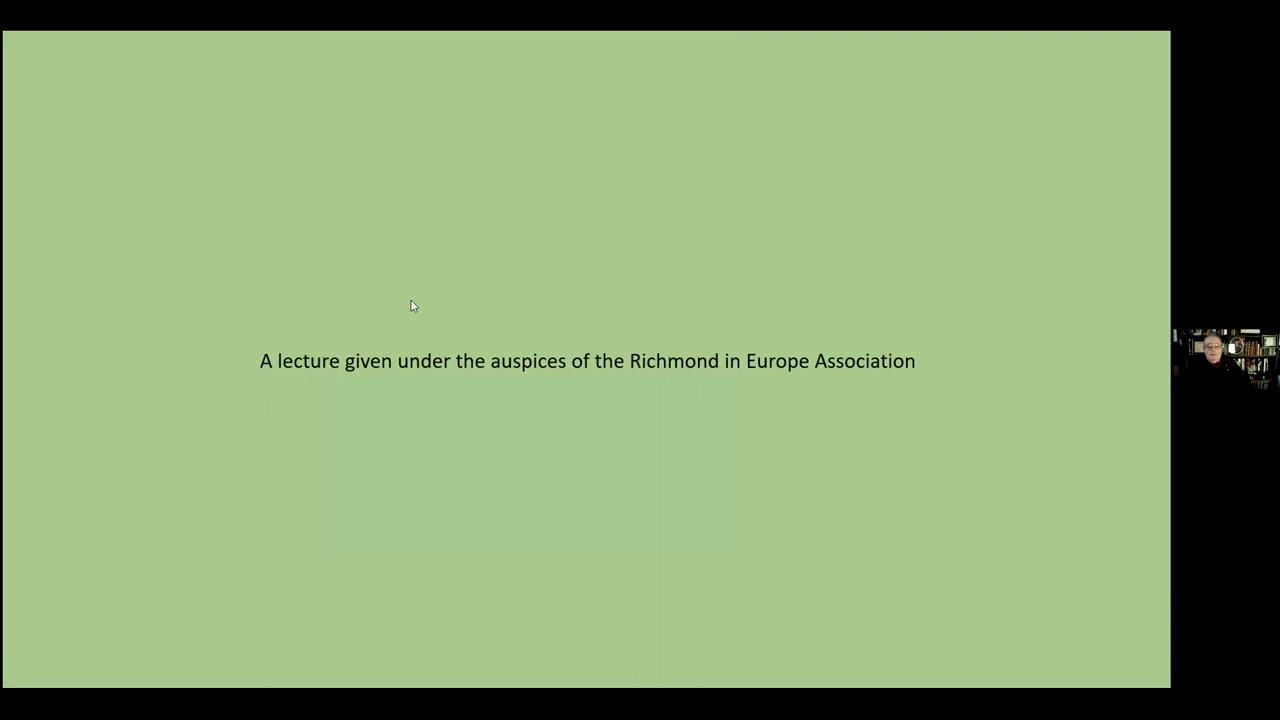 A lecture given under the auspices of the Richmond in Europe Association